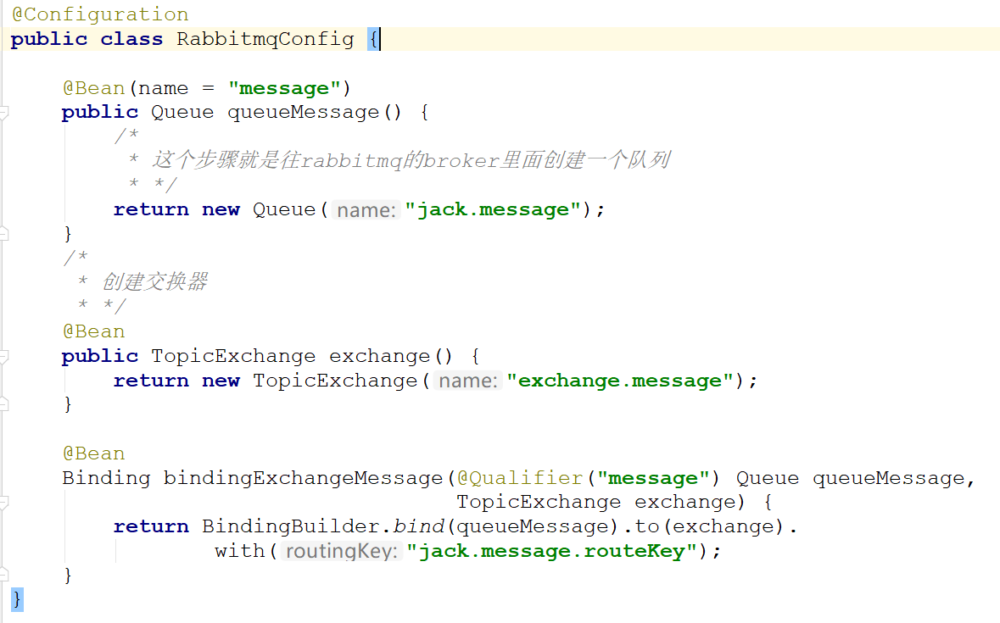 @Configuration
public class RabbitmqConfig {
@Bean(name = "message")
public Queue queueMessage() {
/*
* 这个步骤就是往rabbitmq的broker里面创建一个队列
* */
return new Queue( name: "jack.message");
}
/*
* 创建交换器
* */
@Bean
public TopicExchange exchange() {
return new TopicExchange( name: "exchange.message");
}
@Bean
Binding bindingExchangeMessage(@Qualifier("message") Queue queueMessage,
TopicExchange exchange) {
return BindingBuilder.bind(queueMessage).to(exchange).
with( routingKey: "jack.message.routeKey");
}
}